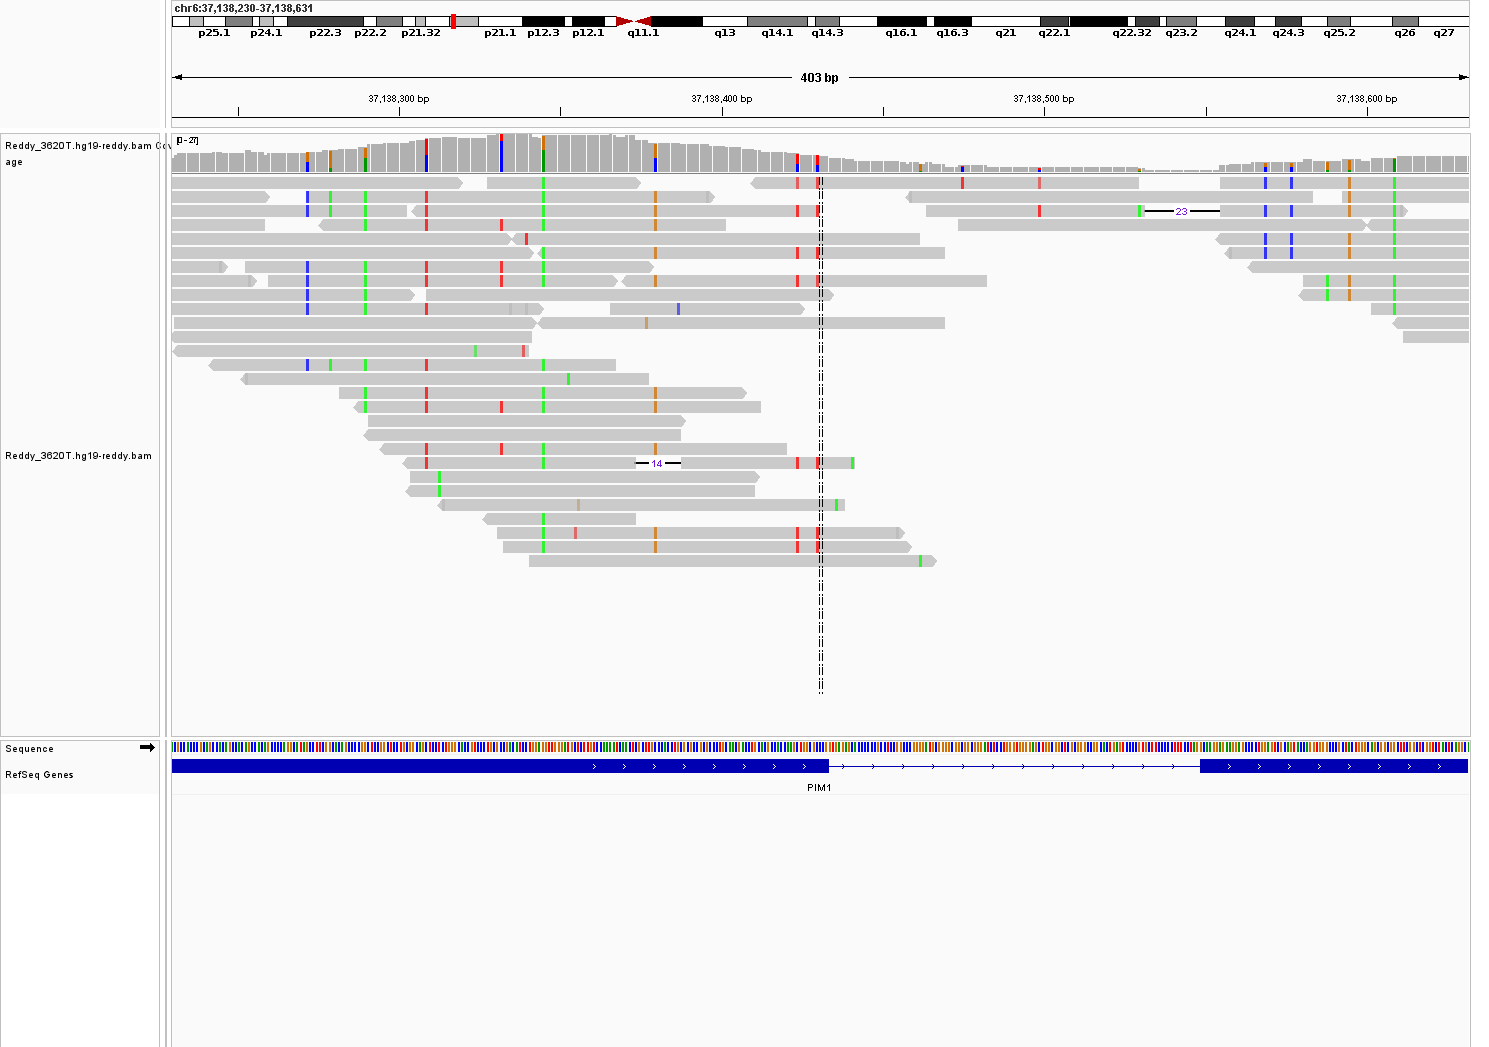 chr6:37,138,230-37,138,631
p25.1 p24.1 p22.3 p22.2 p21.32 p21.1 p12.3 p12.1 q11.1 q13 q14.1 q14.3 q16.1 q16.3 q21 q22.1 q22.32 q23.2 q24.1 q24.3 q25.2 q26 q27
403 bp
37,138,300 bp 37,138,400 bp 37,138,500 bp 37,138,600 bp
Reddy_3620T.hg19-reddy.bam Cov
age
[0 - 27]
23
Reddy_3620T.hg19-reddy.bam
14
Sequence
RefSeq Genes
PIM1